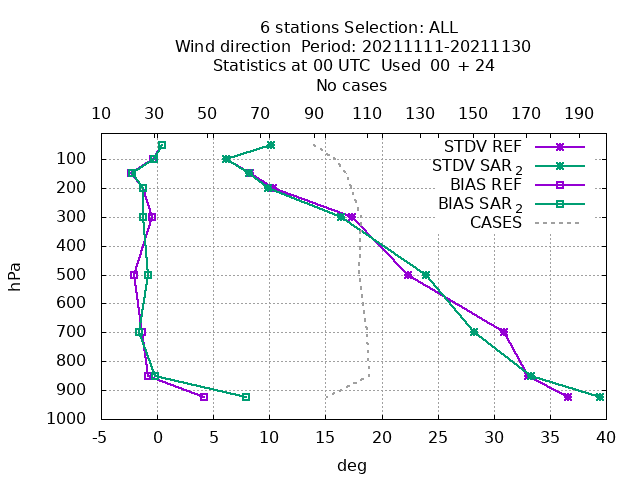 6 stations Selection: ALL
Wind direction  Period: 20211111-20211130
Statistics at 00 UTC  Used  00 + 24
No cases
10 30 50 70 90 110 130 150 170 190
STDV REF
STDV SAR 2
BIAS REF
BIAS SAR 2
CASES
100
200
300
400
500
600
700
800
900
1000
hPa
-5 0 5 10 15 20 25 30 35 40
deg